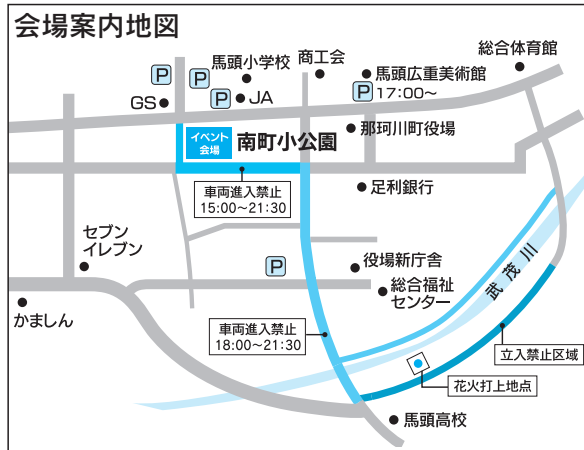 会場案内地図
馬頭小学校
商工会
総合体育館
P
P
馬頭広重美術館
P
17:00〜
GS
P
JA
イベント
会場
南町小公園
那珂川町役場
車両進入禁止
15:00〜21:30
足利銀行
セブン
イレブン
P
役場新庁舎
総合福祉
センター
武茂川
かましん
車両進入禁止
18:00〜21:30
立入禁止区域
花火打上地点
馬頭高校